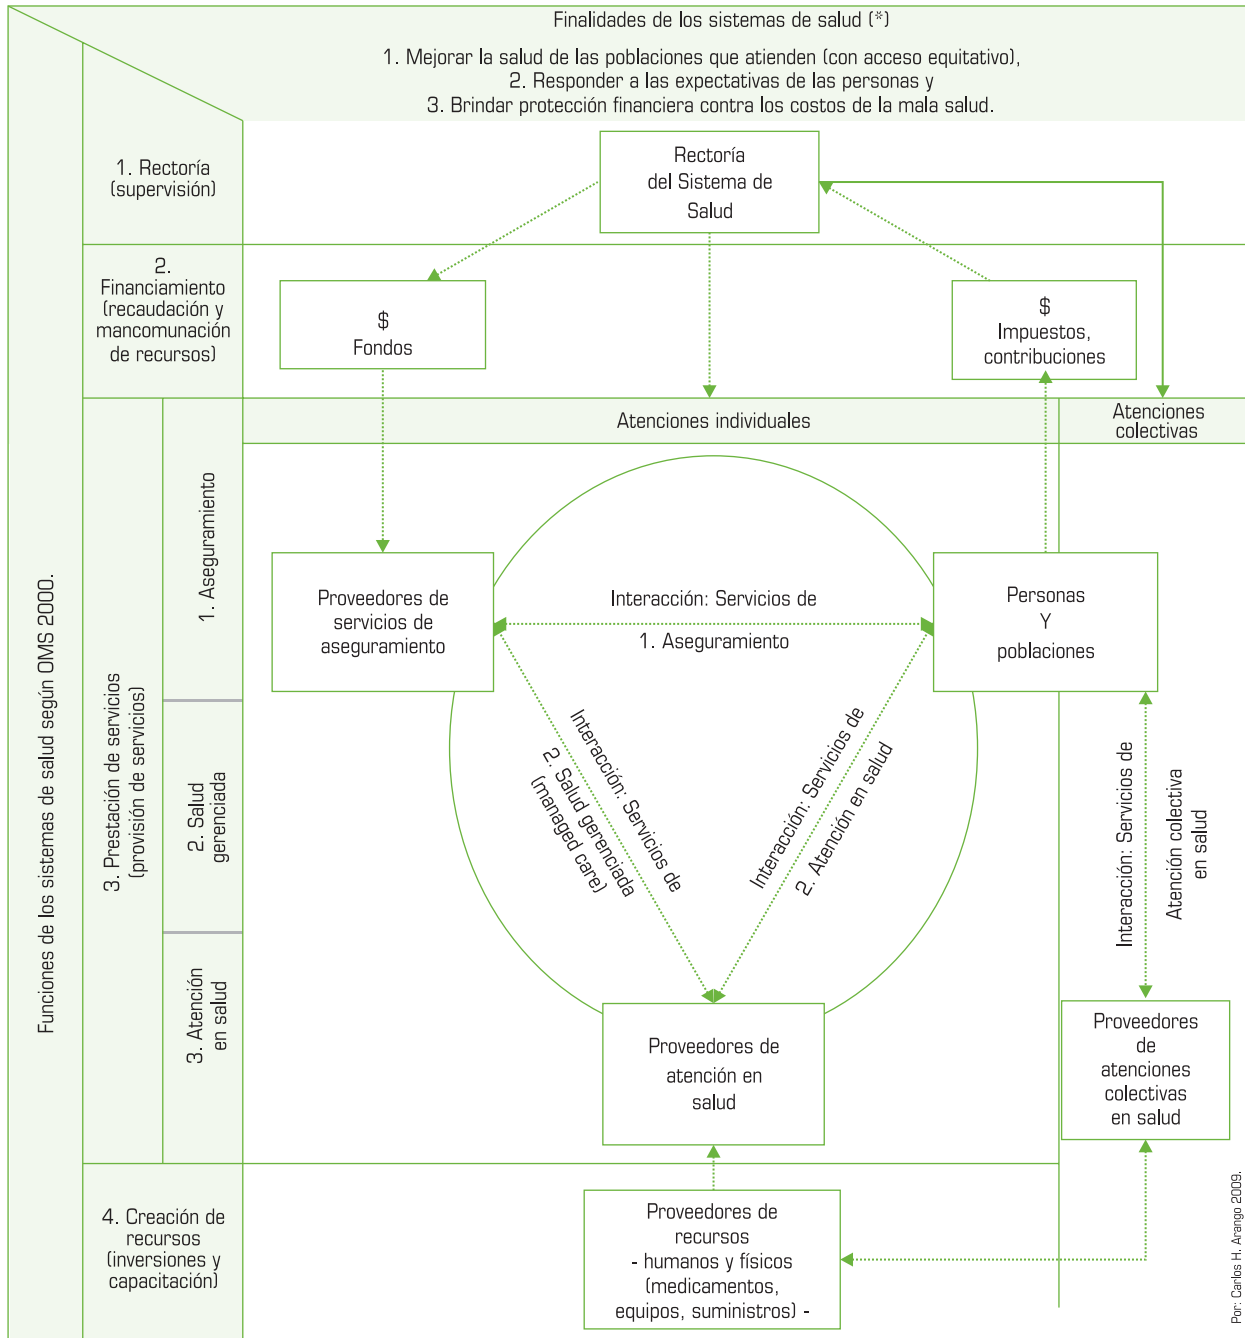 Finalidades de los sistemas de salud (*)
1. Mejorar la salud de las poblaciones que atienden (con acceso equitativo),
2. Responder a las expectativas de las personas y
3. Brindar protección financiera contra los costos de la mala salud.
Funciones de los sistemas de salud según OMS 2000.
1. Rectoría
(supervisión)
Rectoría
del Sistema de
Salud
2.
Financiamiento
(recaudación y
mancomunación
de recursos)
$
Fondos
$
Impuestos,
contribuciones
3. Prestación de servicios
(provisión de servicios)
Atenciones individuales
Atenciones
colectivas
1. Aseguramiento
Proveedores de
servicios de
aseguramiento
Interacción: Servicios de
1. Aseguramiento
Personas
Y
poblaciones
2. Salud
gerenciada
Interacción: Servicios de
2. Salud gerenciada
(managed care)
Interacción: Servicios de
2. Atención en salud
Interacción: Servicios de
Atención colectiva
en salud
3. Atención
en salud
Proveedores de
atención en
salud
Proveedores
de
atenciones
colectivas
en salud
4. Creación de
recursos
(inversiones y
capacitación)
Proveedores de
recursos
- humanos y físicos
(medicamentos,
equipos, suministros) -
Por: Carlos H. Arango 2009.